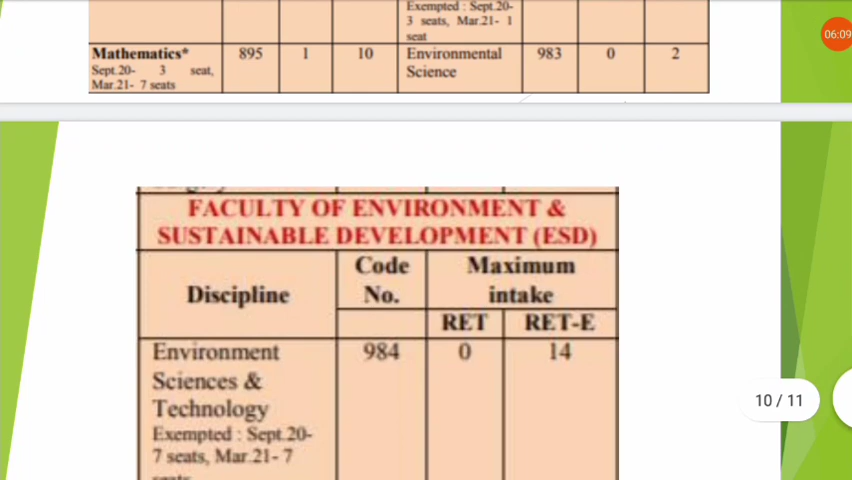 Exempted : Sept.20-
3 seats, Mar.21- 1
seat
Mathematics* 895 1 10 Environmental 983 0 2
Sept.20- 3 seat, Science
Mar.21- 7 seats
06:09
FACULTY OF ENVIRONMENT &
SUSTAINABLE DEVELOPMENT (ESD)
Discipline Code No. Maximum intake
RET RET-E
Environment 984 0 14
Sciences &
Technology
Exempted : Sept.20-
7 seats, Mar.21- 7
10 / 11